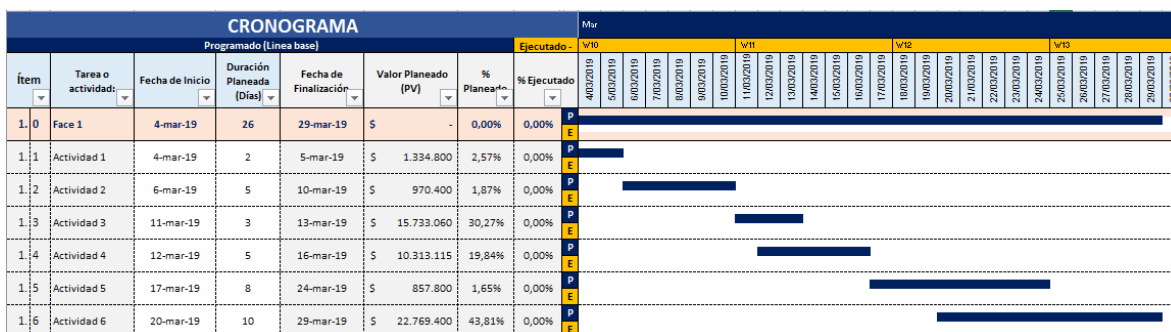 CRONOGRAMA
Mar
Programado (Linea base) Ejecutado - W10 W11 W12 W13
Ítem Tarea o actividad: Fecha de Inicio Duración Planeada (Días) Fecha de Finalización Valor Planeado (PV) % Planeado % Ejecutado 4/03/2019 5/03/2019 6/03/2019 7/03/2019 8/03/2019 9/03/2019 10/03/2019 11/03/2019 12/03/2019 13/03/2019 14/03/2019 15/03/2019 16/03/2019 17/03/2019 18/03/2019 19/03/2019 20/03/2019 21/03/2019 22/03/2019 23/03/2019 24/03/2019 25/03/2019 26/03/2019 27/03/2019 28/03/2019 29/03/2019
1. 0 Face 1 4-mar-19 26 29-mar-19 $ - 0,00% 0,00% P
E
1. 1 Actividad 1 4-mar-19 2 5-mar-19 $ 1.334.800 2,57% 0,00% P
E
1. 2 Actividad 2 6-mar-19 5 10-mar-19 $ 970.400 1,87% 0,00% P
E
1. 3 Actividad 3 11-mar-19 3 13-mar-19 $ 15.733.060 30,27% 0,00% P
E
1. 4 Actividad 4 12-mar-19 5 16-mar-19 $ 10.313.115 19,84% 0,00% P
E
1. 5 Actividad 5 17-mar-19 8 24-mar-19 $ 857.800 1,65% 0,00% P
E
1. 6 Actividad 6 20-mar-19 10 29-mar-19 $ 22.769.400 43,81% 0,00% P
E